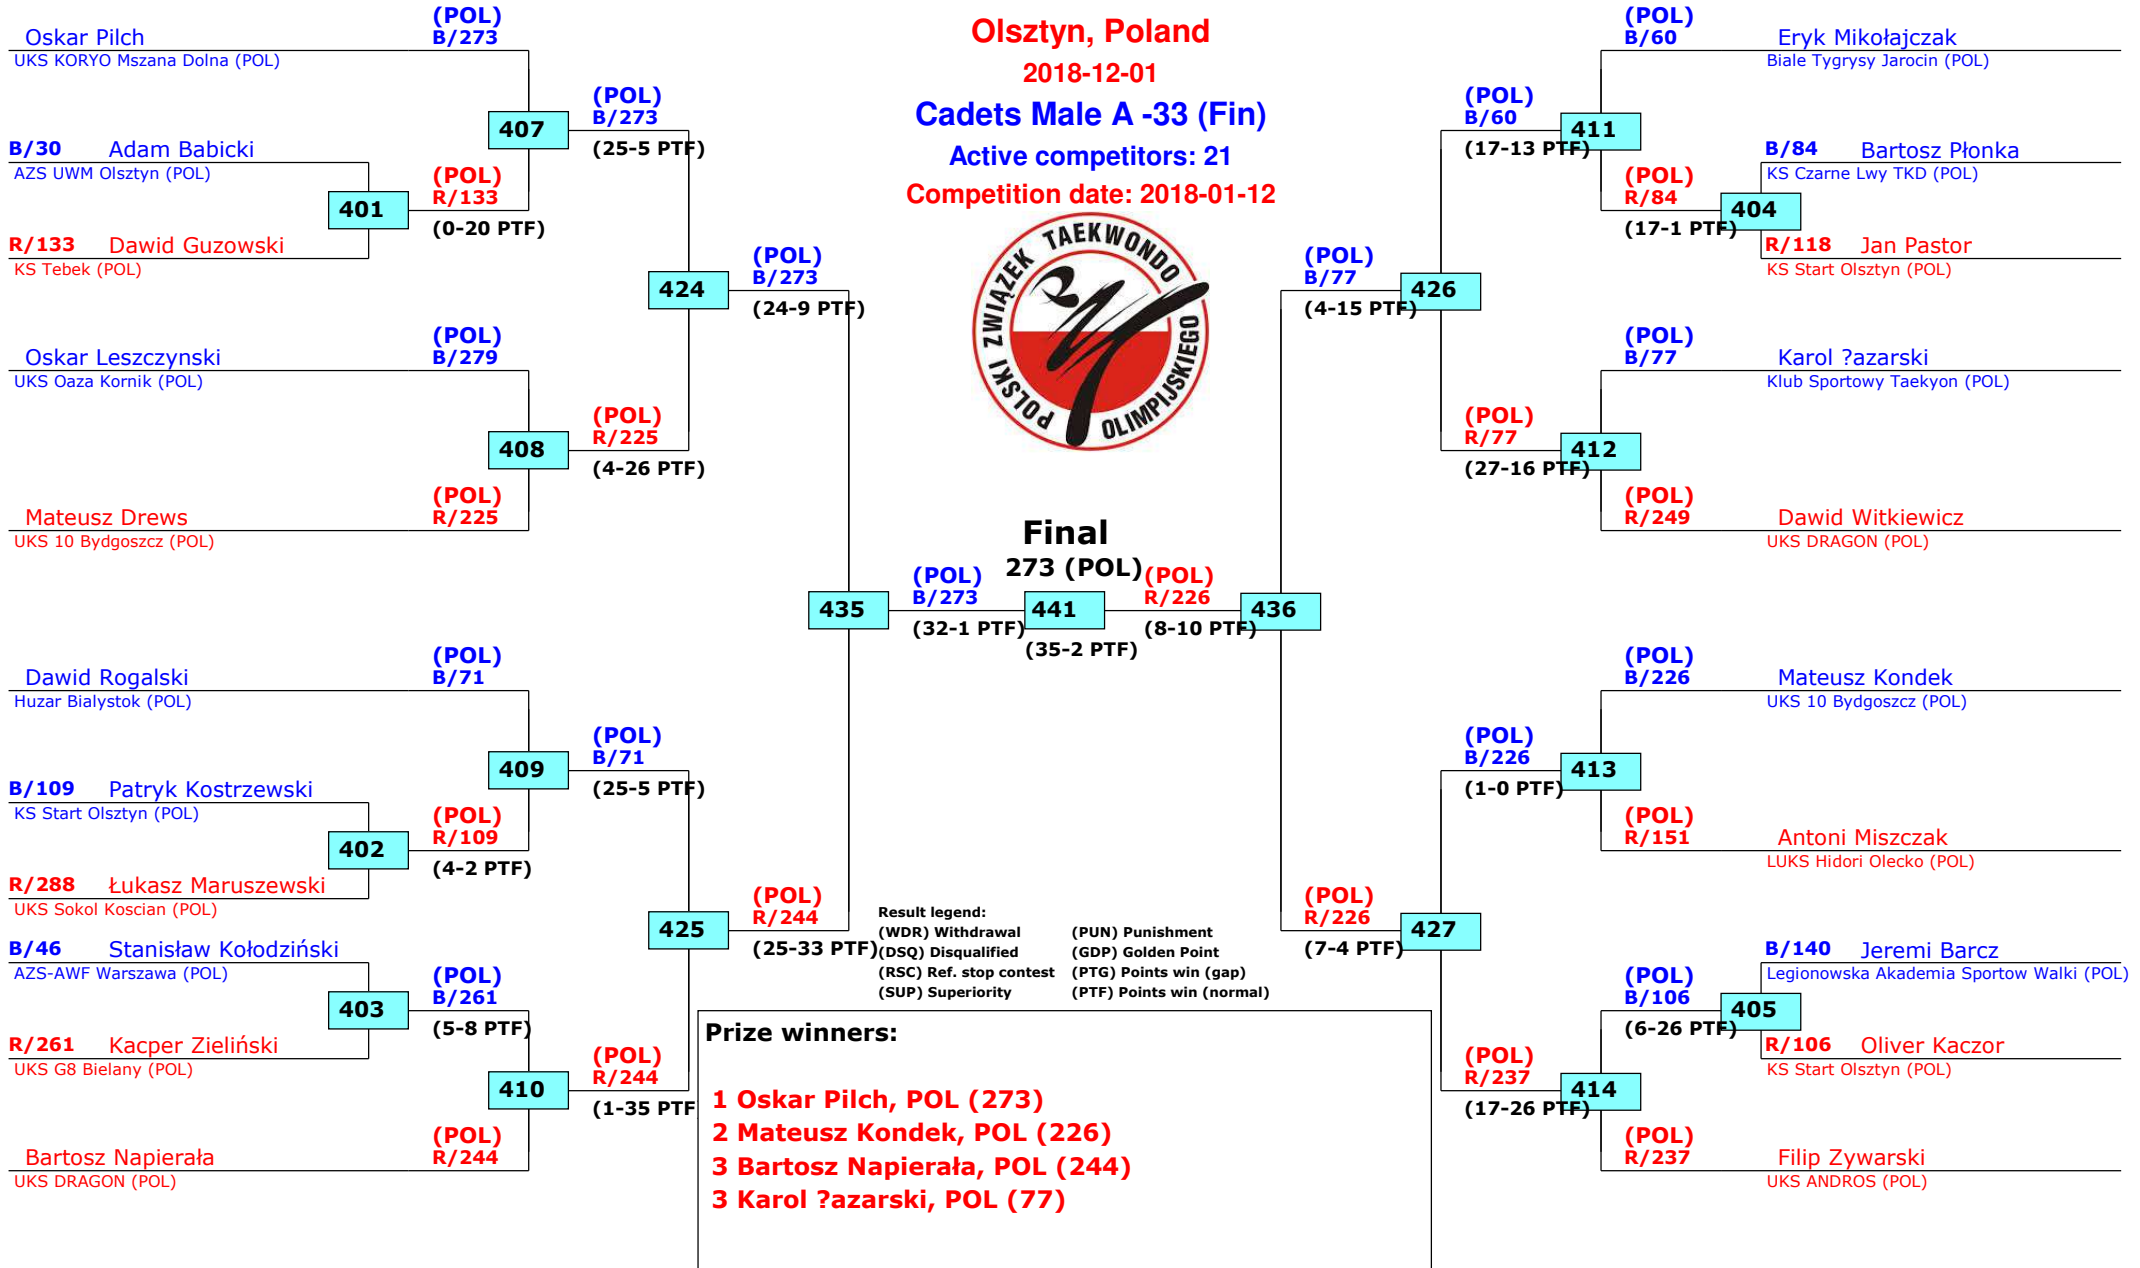 Olsztyn, Poland
2018-12-01
Cadets Male A -33 (Fin)
Active competitors: 21
Competition date: 2018-01-12
POLSKI ZWIĄZEK TAEKWONDO OLIMPIJSKIEGO
(POL)
Oskar Pilch B/273
UKS KORYO Mszana Dolna (POL)
407
(POL)
B/273
(25-5 PTF)
B/30 Adam Babicki
AZS UWM Olsztyn (POL)
401
(POL)
R/133
(0-20 PTF)
R/133 Dawid Guzowski
KS Tebek (POL)
424
(POL)
B/273
(24-9 PTF)
(POL)
Oskar Leszczynski B/279
UKS Oaza Kornik (POL)
408
(POL)
R/225
(4-26 PTF)
(POL)
Mateusz Drews R/225
UKS 10 Bydgoszcz (POL)
435
(POL)
B/273
(32-1 PTF)
Final
273 (POL)
441
(35-2 PTF)
(POL)
R/226
(8-10 PTF)
436
(POL)
Dawid Rogalski B/71
Huzar Bialystok (POL)
409
(POL)
B/71
(25-5 PTF)
B/109 Patryk Kostrzewski
KS Start Olsztyn (POL)
402
(POL)
R/109
(4-2 PTF)
R/288 Łukasz Maruszewski
UKS Sokol Koscian (POL)
425
(POL)
R/244
(25-33 PTF)
B/46 Stanisław Kołodziński
AZS-AWF Warszawa (POL)
403
(POL)
B/261
(5-8 PTF)
R/261 Kacper Zieliński
UKS G8 Bielany (POL)
410
(POL)
R/244
(1-35 PTF
(POL)
Bartosz Napierała R/244
UKS DRAGON (POL)
(POL)
B/60 Eryk Mikołajczak
Biale Tygrysy Jarocin (POL)
(POL)
B/60
(17-13 PTF)
411
B/84 Bartosz Płonka
KS Czarne Lwy TKD (POL)
(POL)
R/84
(17-1 PTF)
404
R/118 Jan Pastor
KS Start Olsztyn (POL)
(POL)
B/77
(4-15 PTF)
426
(POL)
B/77 Karol ?azarski
Klub Sportowy Taekyon (POL)
(POL)
R/77
(27-16 PTF)
412
(POL)
R/249 Dawid Witkiewicz
UKS DRAGON (POL)
(POL)
B/226 Mateusz Kondek
UKS 10 Bydgoszcz (POL)
(POL)
B/226
(1-0 PTF)
413
(POL)
R/151 Antoni Miszczak
LUKS Hidori Olecko (POL)
(POL)
R/226
(7-4 PTF)
427
B/140 Jeremi Barcz
Legionowska Akademia Sportow Walki (POL)
(POL)
B/106
(6-26 PTF)
405
R/106 Oliver Kaczor
KS Start Olsztyn (POL)
(POL)
R/237
(17-26 PTF)
414
(POL)
R/237 Filip Zywarski
UKS ANDROS (POL)
Result legend:
(WDR) Withdrawal (PUN) Punishment
(DSQ) Disqualified (GDP) Golden Point
(RSC) Ref. stop contest (PTG) Points win (gap)
(SUP) Superiority (PTF) Points win (normal)
Prize winners:
1 Oskar Pilch, POL (273)
2 Mateusz Kondek, POL (226)
3 Bartosz Napierała, POL (244)
3 Karol ?azarski, POL (77)